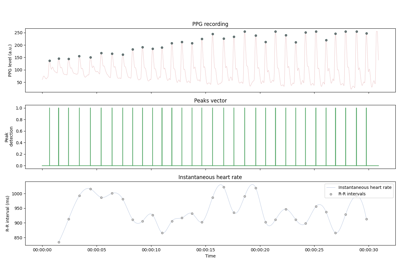 PPG recording
PPG level (a.u.)
250
200
150
100
50
Peaks vector
Peak
detection
1.0
0.8
0.6
0.4
0.2
0.0
Instantaneous heart rate
R-R interval (ms)
1000
950
900
850
Instantaneous heart rate
R-R intervals
00:00:00
00:00:05
00:00:10
00:00:15
00:00:20
00:00:25
00:00:30
Time